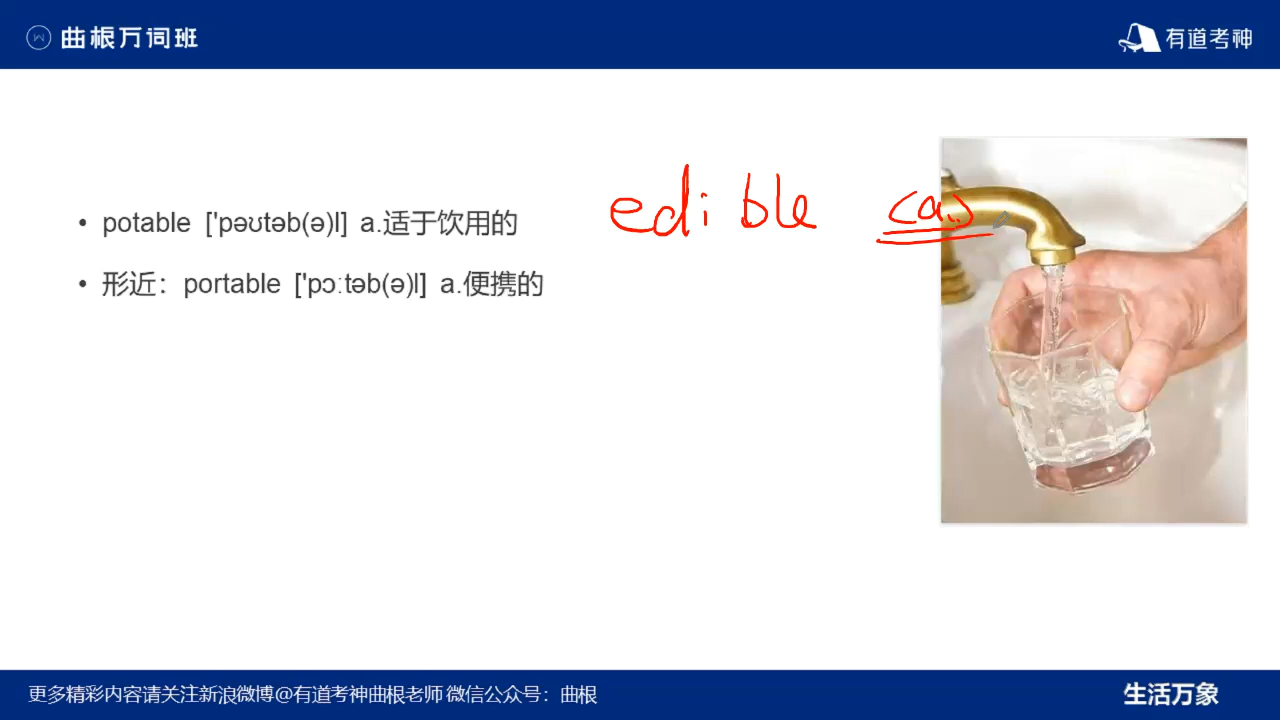 曲根万词班
有道考神
• potable ['pəʊtəb(ə)l] a.适于饮用的
edible (a.)
• 形近：portable ['pɔːtəb(ə)l] a.便携的
更多精彩内容请关注新浪微博@有道考神曲根老师 微信公众号：曲根
生活万象